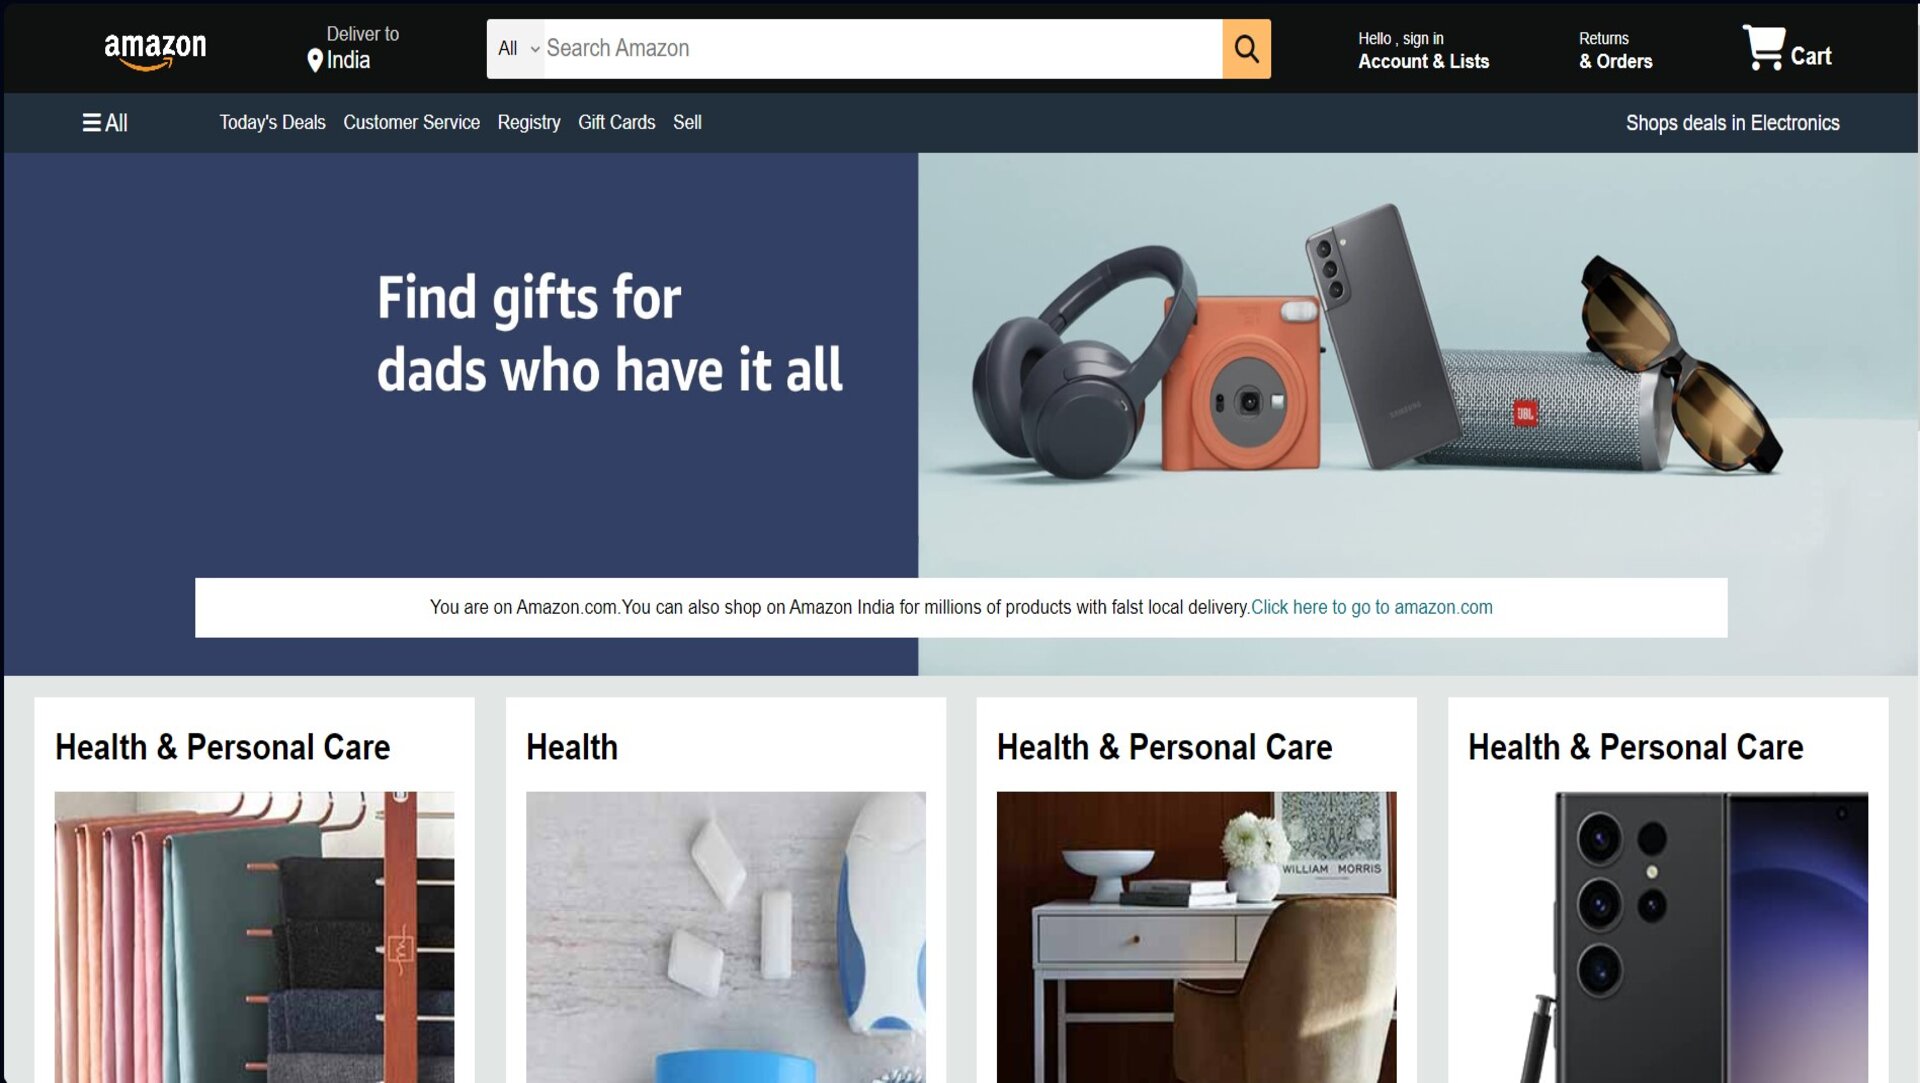 amazon
Deliver to
India
All
Search Amazon
Hello , sign in
Account & Lists
Returns
& Orders
Cart
All
Today's Deals Customer Service Registry Gift Cards Sell
Shops deals in Electronics
Find gifts for
dads who have it all
SAMSUNG
JBL
You are on Amazon.com.You can also shop on Amazon India for millions of products with falst local delivery.Click here to go to amazon.com
Health & Personal Care
Health
Health & Personal Care
Health & Personal Care
WILLIAM MORRIS